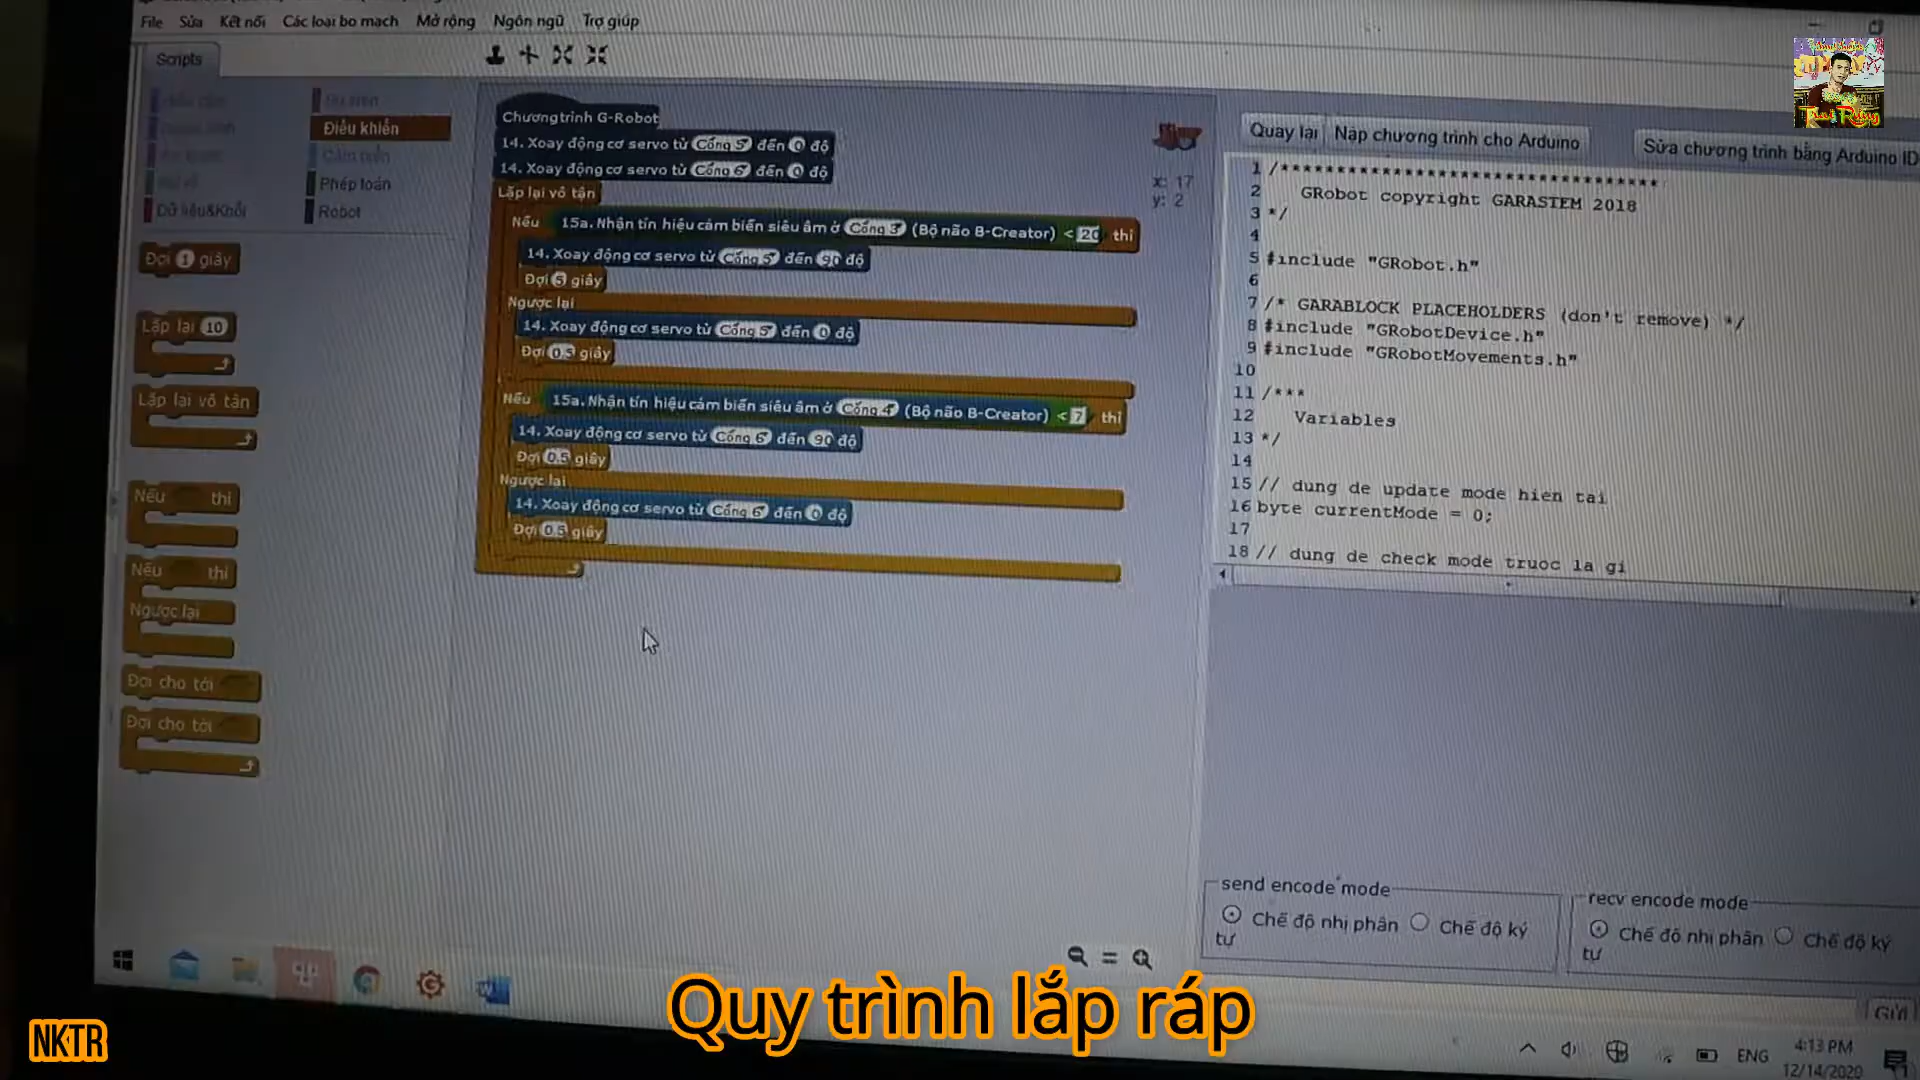 File Sửa Kết nối Các loại bo mạch Mở rộng Ngôn ngữ Trợ giúp
Scripts
Điều khiển
Phép toán
Dữ liệu&Khối
Robot
Đợi 1 giây
Lặp lại 10
Lặp lại vô tận
Nếu thì
Nếu thì
Ngược lại
Đợi cho tới
Đợi cho tới
Chương trình G-Robot
14. Xoay động cơ servo từ Cổng 5 đến 0 độ
14. Xoay động cơ servo từ Cổng 6 đến 0 độ
Lặp lại vô tận
Nếu 15a. Nhận tín hiệu cảm biến siêu âm ở Cổng 3 (Bộ não B-Creator) < 20 thì
14. Xoay động cơ servo từ Cổng 5 đến 90 độ
Đợi 5 giây
Ngược lại
14. Xoay động cơ servo từ Cổng 5 đến 0 độ
Đợi 0.5 giây
Nếu 15a. Nhận tín hiệu cảm biến siêu âm ở Cổng 4 (Bộ não B-Creator) < 7 thì
14. Xoay động cơ servo từ Cổng 6 đến 90 độ
Đợi 0.5 giây
Ngược lại
14. Xoay động cơ servo từ Cổng 6 đến 0 độ
Đợi 0.5 giây
x: 17
y: 2
Quay lại Nạp chương trình cho Arduino Sửa chương trình bằng Arduino ID
1 /**********************************
2 GRobot copyright GARASTEM 2018
3 */
4
5 #include "GRobot.h"
6
7 /* GARABLOCK PLACEHOLDERS (don't remove) */
8 #include "GRobotDevice.h"
9 #include "GRobotMovements.h"
10
11 /***
12 Variables
13 */
14
15 // dung de update mode hien tai
16 byte currentMode = 0;
17
18 // dung de check mode truoc la gi
send encode mode
Chế độ nhị phân Chế độ ký
tự
recv encode mode
Chế độ nhị phân Chế độ ký
tự
Gửi
Quy trình lắp ráp
NKTR
ENG
4:13 PM
12/14/2020